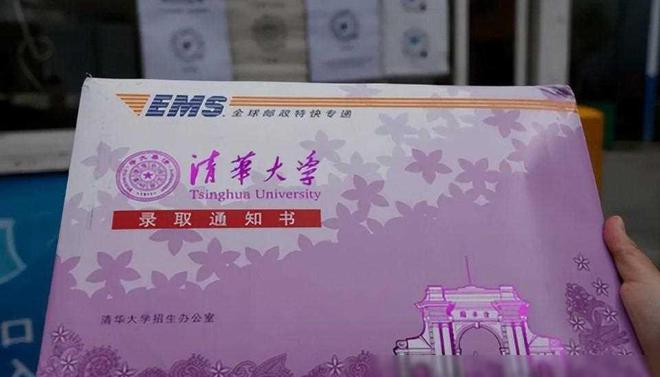 EMS 全球邮政特快专递
清華大学
Tsinghua University
录取通知书
清华大学招生办公室